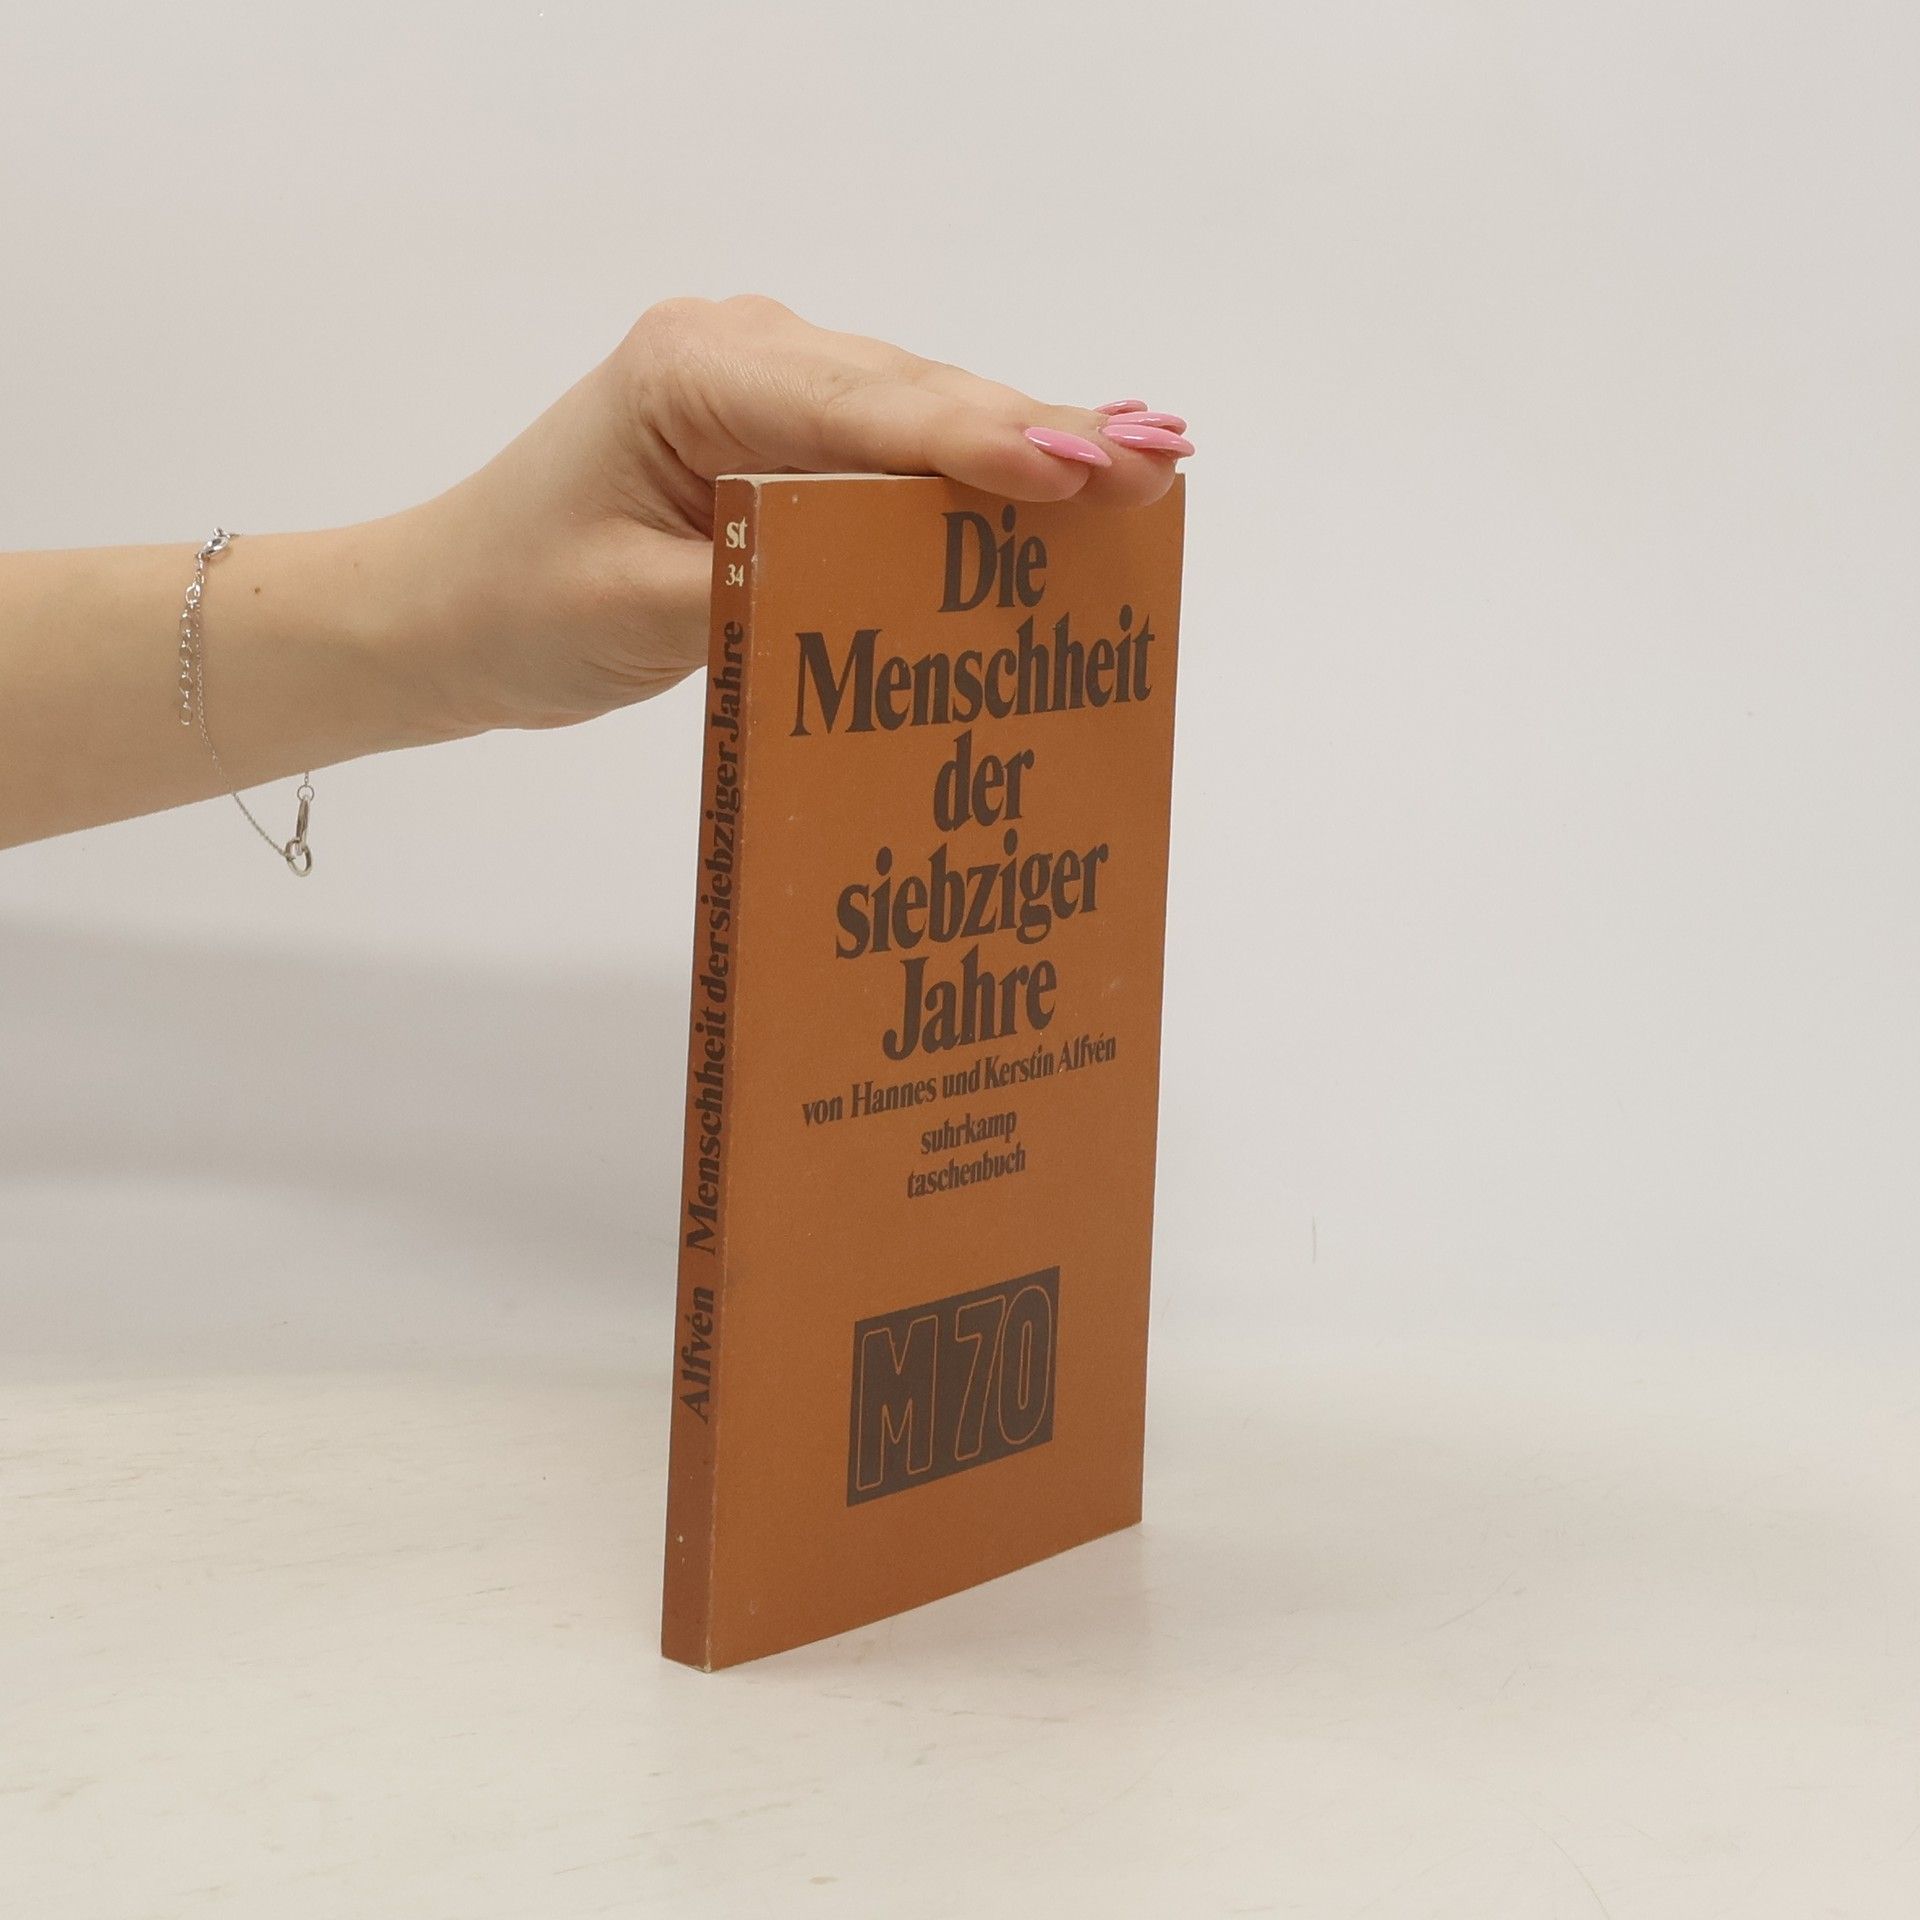 st
34
Alfvén Menschheit der siebziger Jahre
Die
Menschheit
der
siebziger
Jahre
von Hannes und Kerstin Alfvén
suhrkamp
taschenbuch
M70